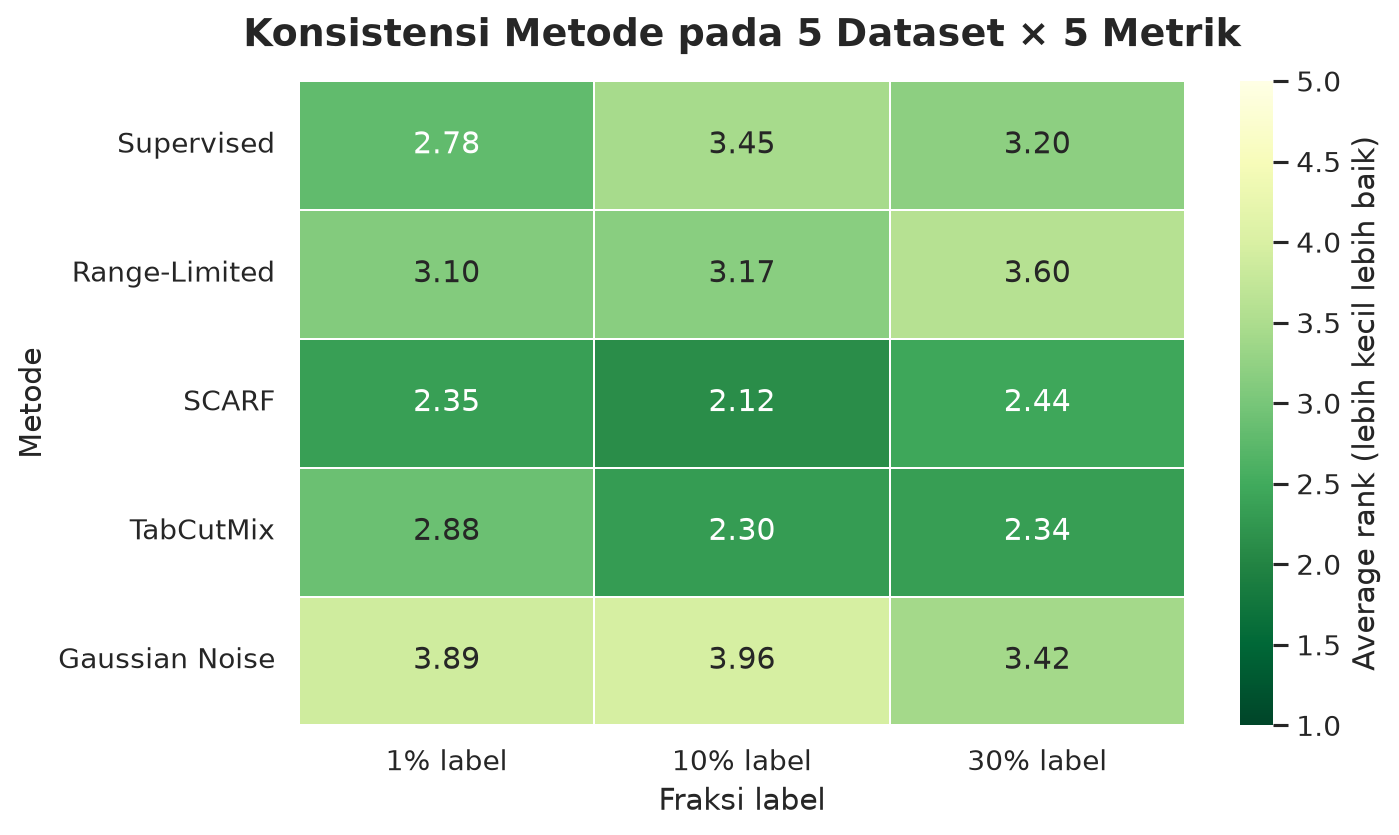 Konsistensi Metode pada 5 Dataset × 5 Metrik
Metode
Supervised 2.78 3.45 3.20
Range-Limited 3.10 3.17 3.60
SCARF 2.35 2.12 2.44
TabCutMix 2.88 2.30 2.34
Gaussian Noise 3.89 3.96 3.42
1% label 10% label 30% label
Fraksi label
5.0
4.5
4.0
3.5
3.0
2.5
2.0
1.5
1.0
Average rank (lebih kecil lebih baik)